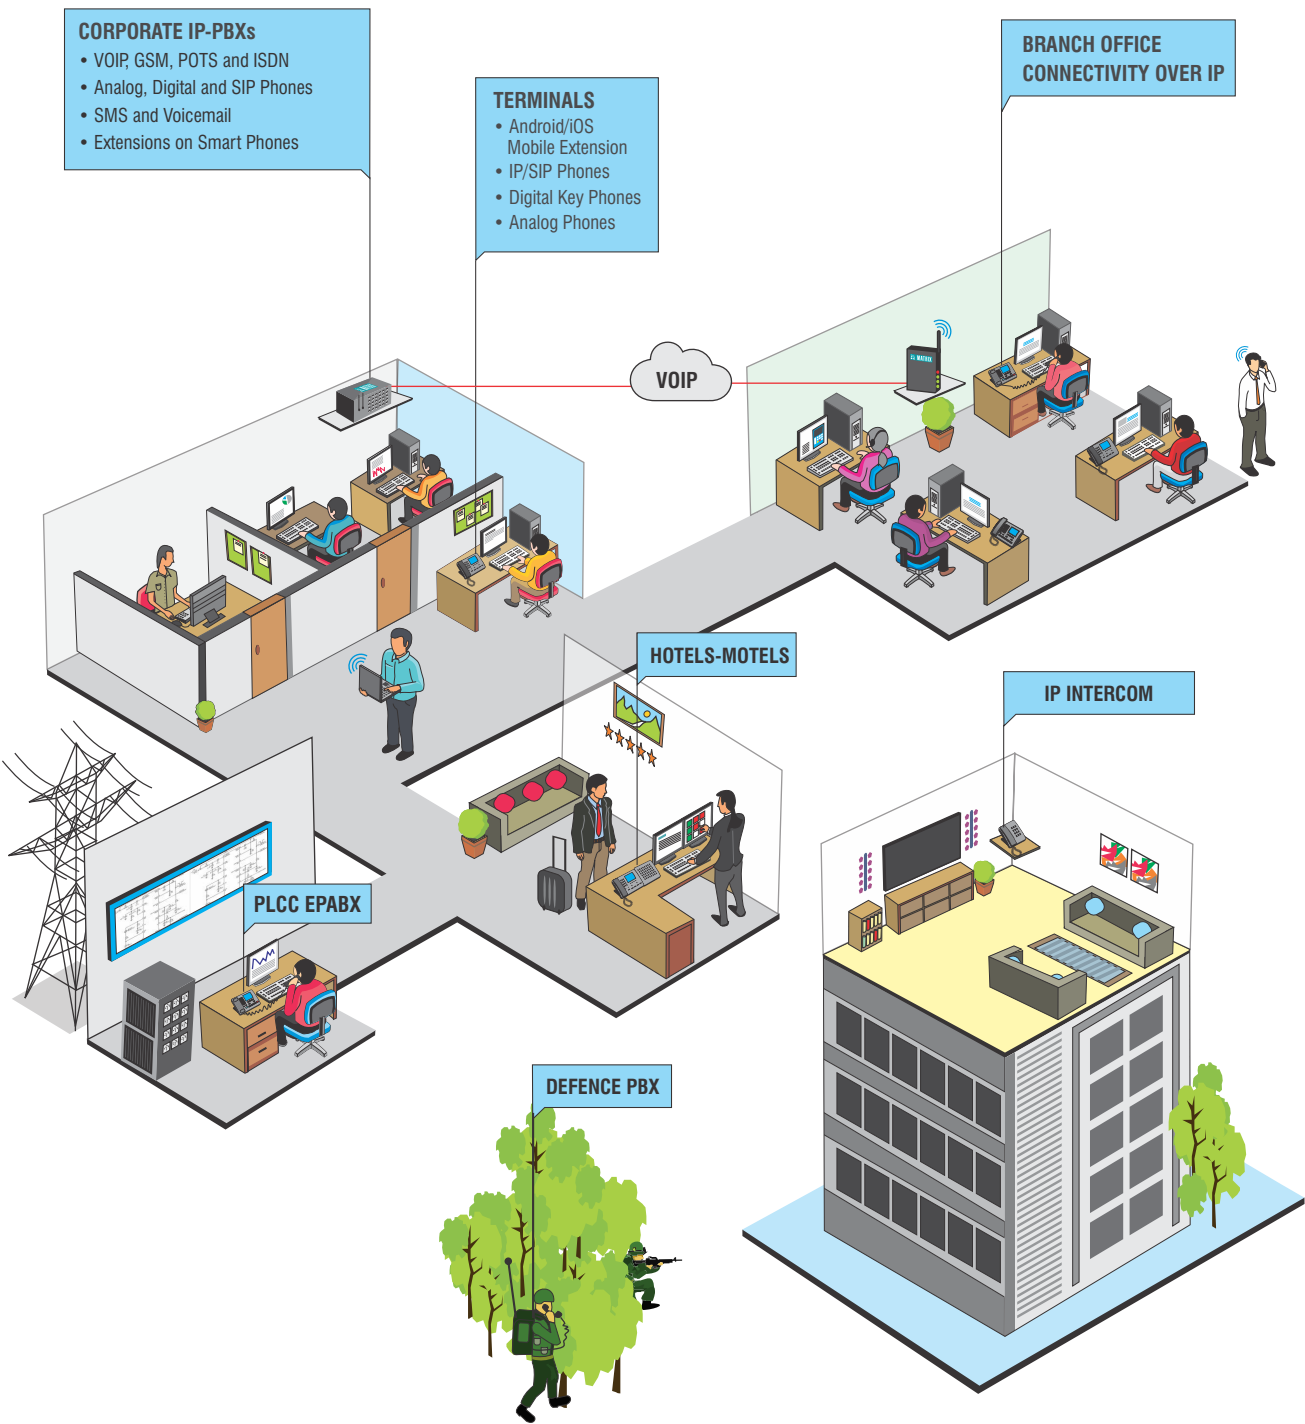 CORPORATE IP-PBXs
• VOIP, GSM, POTS and ISDN
• Analog, Digital and SIP Phones
• SMS and Voicemail
• Extensions on Smart Phones
TERMINALS
• Android/iOS
Mobile Extension
• IP/SIP Phones
• Digital Key Phones
• Analog Phones
BRANCH OFFICE
CONNECTIVITY OVER IP
VOIP
MATRIX
HOTELS-MOTELS
IP INTERCOM
PLCC EPABX
DEFENCE PBX